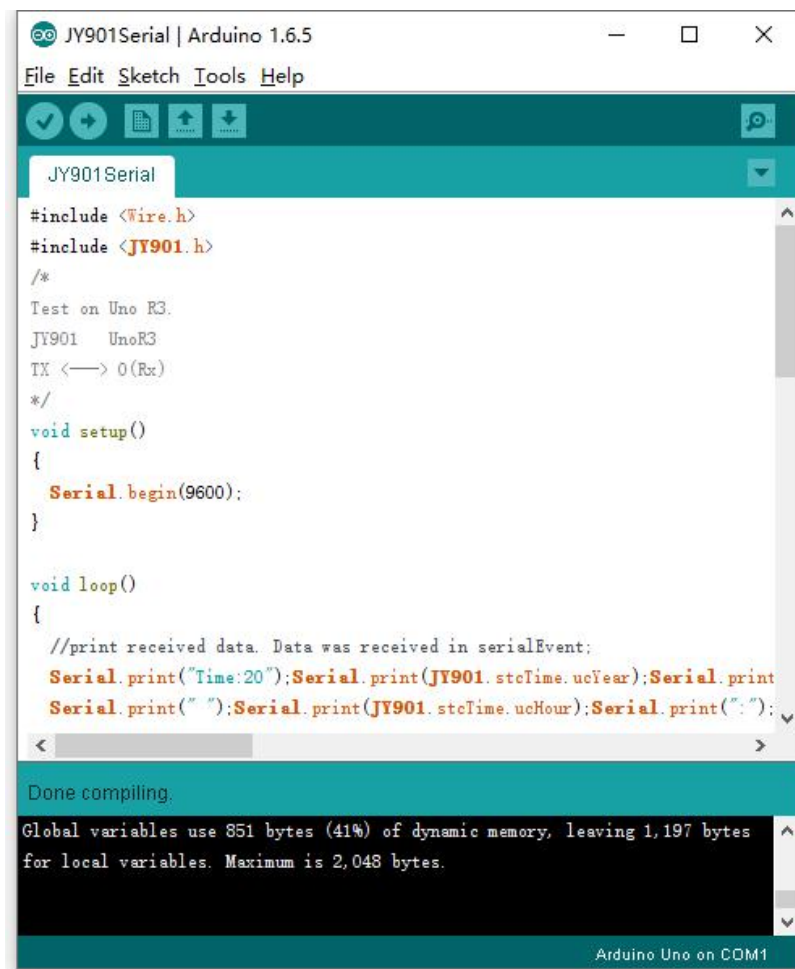 JY901Serial | Arduino 1.6.5
File Edit Sketch Tools Help
JY901Serial
#include <Wire.h>
#include <JY901.h>
/*
Test on Uno R3.
JY901   UnoR3
TX <——> 0(Rx)
*/
void setup()
{
  Serial.begin(9600);
}
void loop()
{
  //print received data. Data was received in serialEvent;
  Serial.print("Time:20");Serial.print(JY901.stcTime.ucYear);Serial.print
  Serial.print(" ");Serial.print(JY901.stcTime.ucHour);Serial.print(":");
Done compiling.
Global variables use 851 bytes (41%) of dynamic memory, leaving 1,197 bytes
for local variables. Maximum is 2,048 bytes.
Arduino Uno on COM1